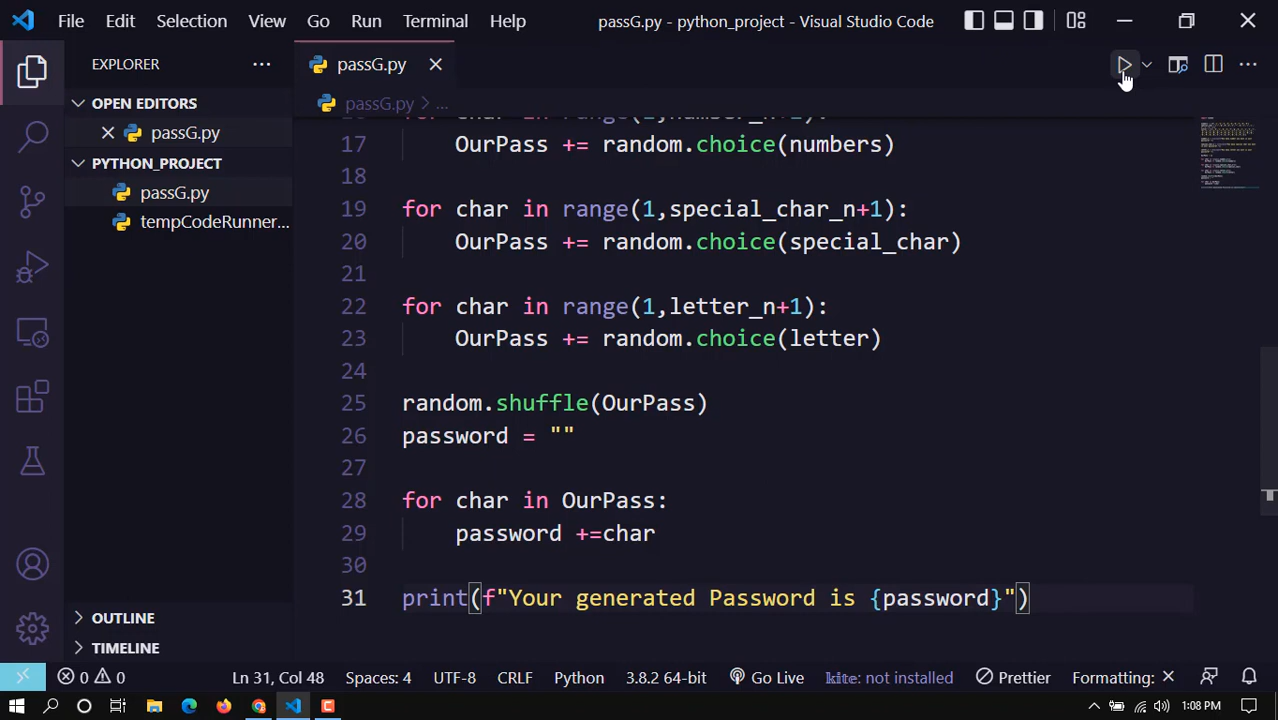 File Edit Selection View Go Run Terminal Help passG.py - python_project - Visual Studio Code
EXPLORER
passG.py
OPEN EDITORS
passG.py
passG.py > ...
PYTHON_PROJECT
passG.py
tempCodeRunner...
17 OurPass += random.choice(numbers)
18
19 for char in range(1,special_char_n+1):
20 OurPass += random.choice(special_char)
21
22 for char in range(1,letter_n+1):
23 OurPass += random.choice(letter)
24
25 random.shuffle(OurPass)
26 password = ""
27
28 for char in OurPass:
29 password +=char
30
31 print(f"Your generated Password is {password}")
OUTLINE
TIMELINE
0 0 Ln 31, Col 48 Spaces: 4 UTF-8 CRLF Python 3.8.2 64-bit Go Live kite: not installed Prettier Formatting: ×
1:08 PM